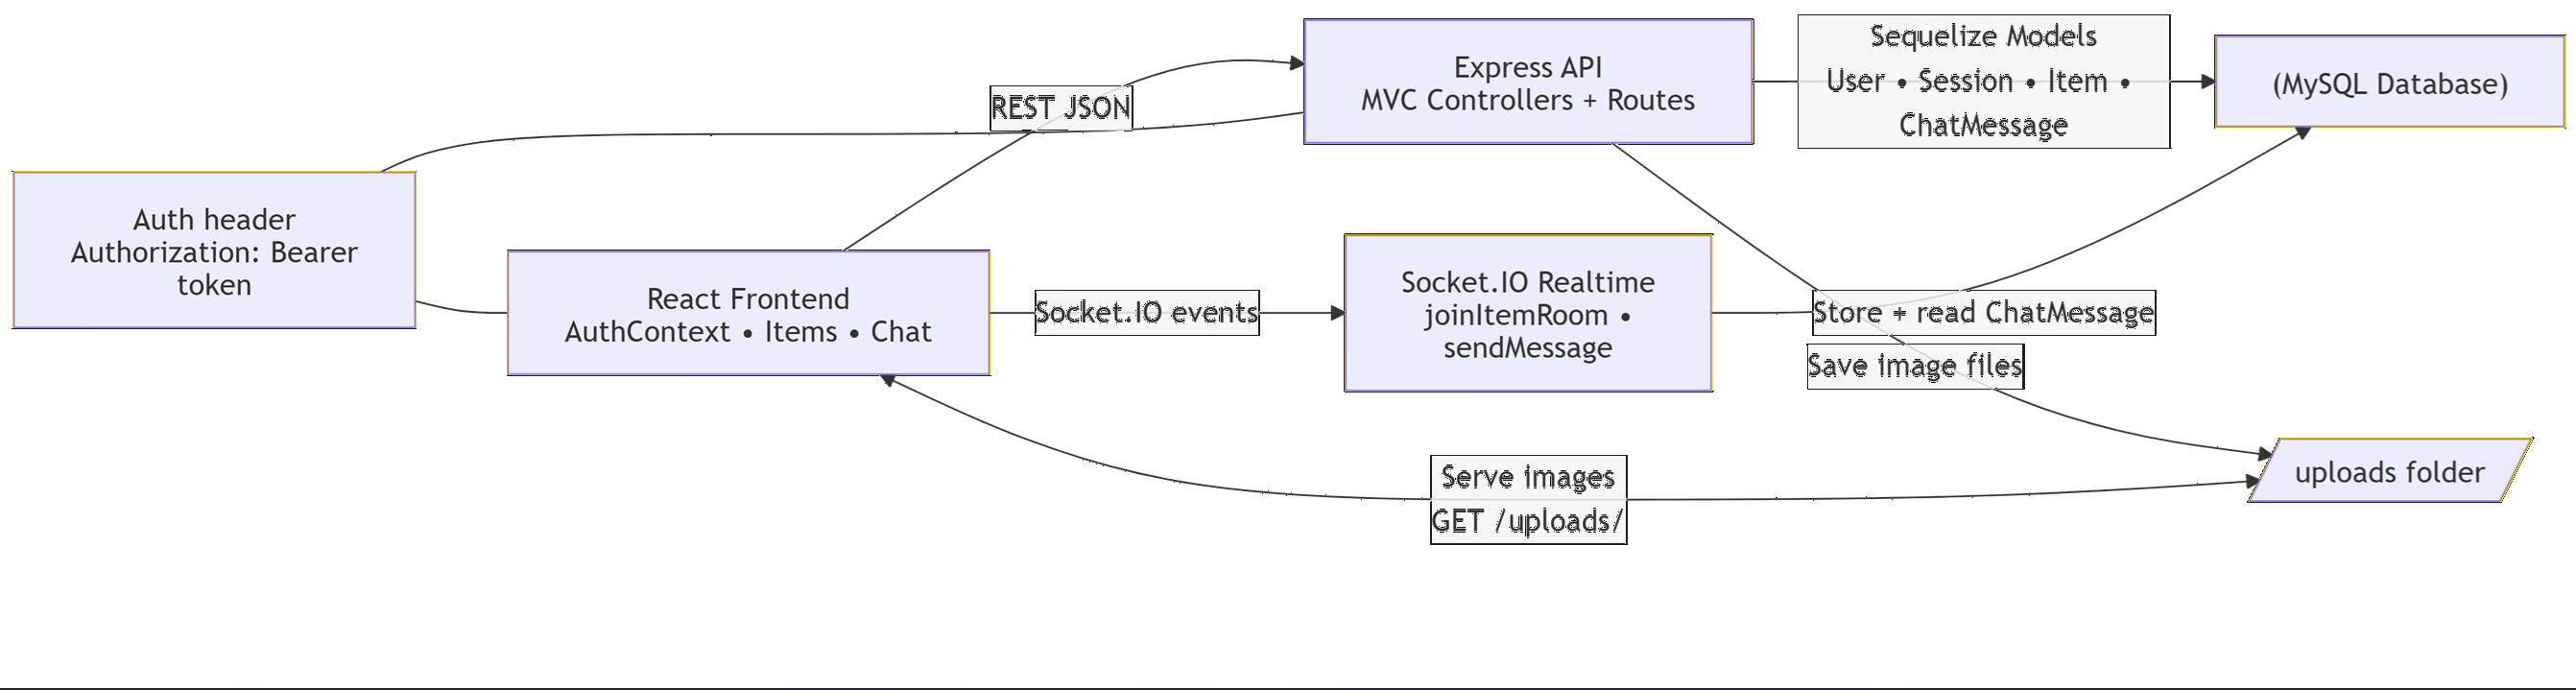 Auth header
Authorization: Bearer
token
React Frontend
AuthContext • Items • Chat
REST JSON
Express API
MVC Controllers + Routes
Sequelize Models
User • Session • Item •
ChatMessage
(MySQL Database)
Socket.IO events
Socket.IO Realtime
joinItemRoom •
sendMessage
Store + read ChatMessage
Save image files
Serve images
GET /uploads/
uploads folder